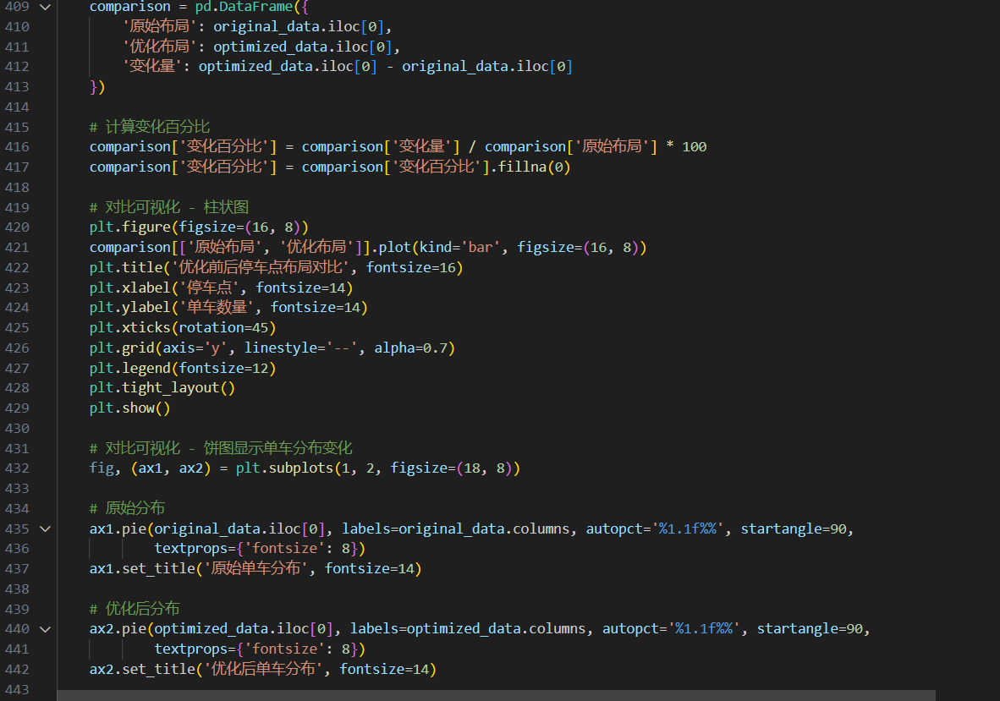 409 comparison = pd.DataFrame({
410 '原始布局': original_data.iloc[0],
411 '优化布局': optimized_data.iloc[0],
412 '变化量': optimized_data.iloc[0] - original_data.iloc[0]
413 })
414
415 # 计算变化百分比
416 comparison['变化百分比'] = comparison['变化量'] / comparison['原始布局'] * 100
417 comparison['变化百分比'] = comparison['变化百分比'].fillna(0)
418
419 # 对比可视化 - 柱状图
420 plt.figure(figsize=(16, 8))
421 comparison[['原始布局', '优化布局']].plot(kind='bar', figsize=(16, 8))
422 plt.title('优化前后停车点布局对比', fontsize=16)
423 plt.xlabel('停车点', fontsize=14)
424 plt.ylabel('单车数量', fontsize=14)
425 plt.xticks(rotation=45)
426 plt.grid(axis='y', linestyle='--', alpha=0.7)
427 plt.legend(fontsize=12)
428 plt.tight_layout()
429 plt.show()
430
431 # 对比可视化 - 饼图显示单车分布变化
432 fig, (ax1, ax2) = plt.subplots(1, 2, figsize=(18, 8))
433
434 # 原始分布
435 ax1.pie(original_data.iloc[0], labels=original_data.columns, autopct='%1.1f%%', startangle=90,
436 textprops={'fontsize': 8})
437 ax1.set_title('原始单车分布', fontsize=14)
438
439 # 优化后分布
440 ax2.pie(optimized_data.iloc[0], labels=optimized_data.columns, autopct='%1.1f%%', startangle=90,
441 textprops={'fontsize': 8})
442 ax2.set_title('优化后单车分布', fontsize=14)
443